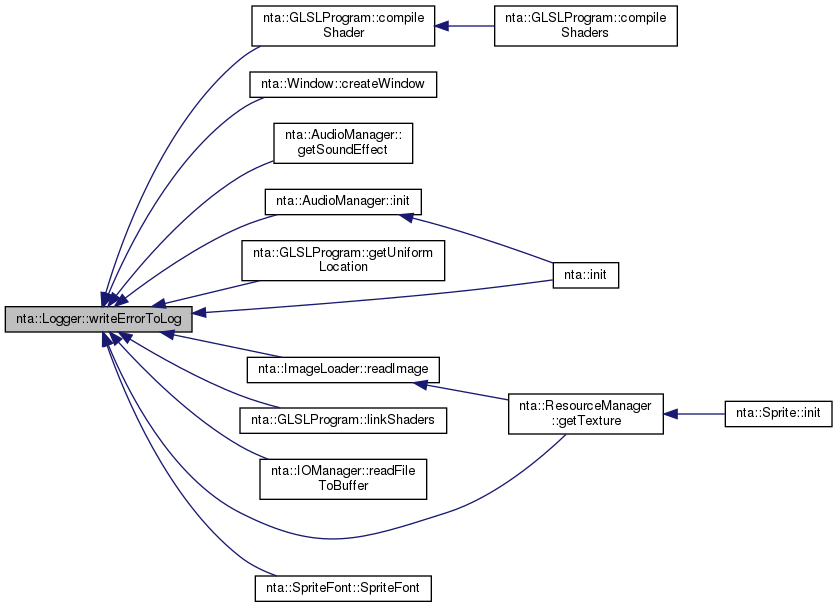 nta::GLSLProgram::compile
Shader
nta::GLSLProgram::compile
Shaders
nta::Window::createWindow
nta::AudioManager::
getSoundEffect
nta::AudioManager::init
nta::GLSLProgram::getUniform
Location
nta::init
nta::Logger::writeErrorToLog
nta::ImageLoader::readImage
nta::ResourceManager
::getTexture
nta::Sprite::init
nta::GLSLProgram::linkShaders
nta::IOManager::readFile
ToBuffer
nta::SpriteFont::SpriteFont